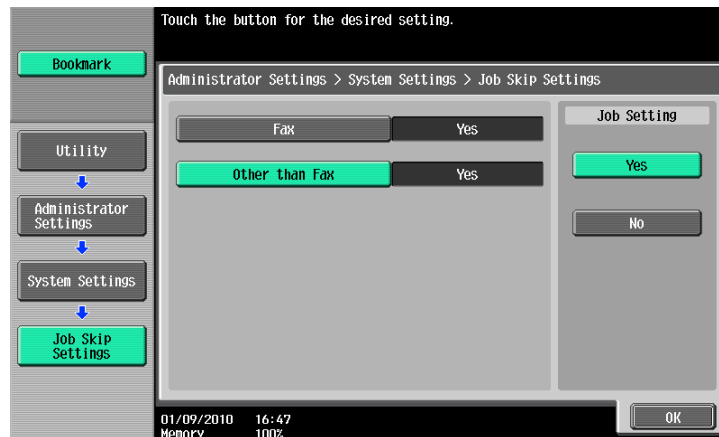 Touch the button for the desired setting.
Bookmark
Administrator Settings > System Settings > Job Skip Settings
Utility
Administrator
Settings
System Settings
Job Skip
Settings
Fax Yes
Other than Fax Yes
Job Setting
Yes
No
01/09/2010 16:47
Memory 100%
OK